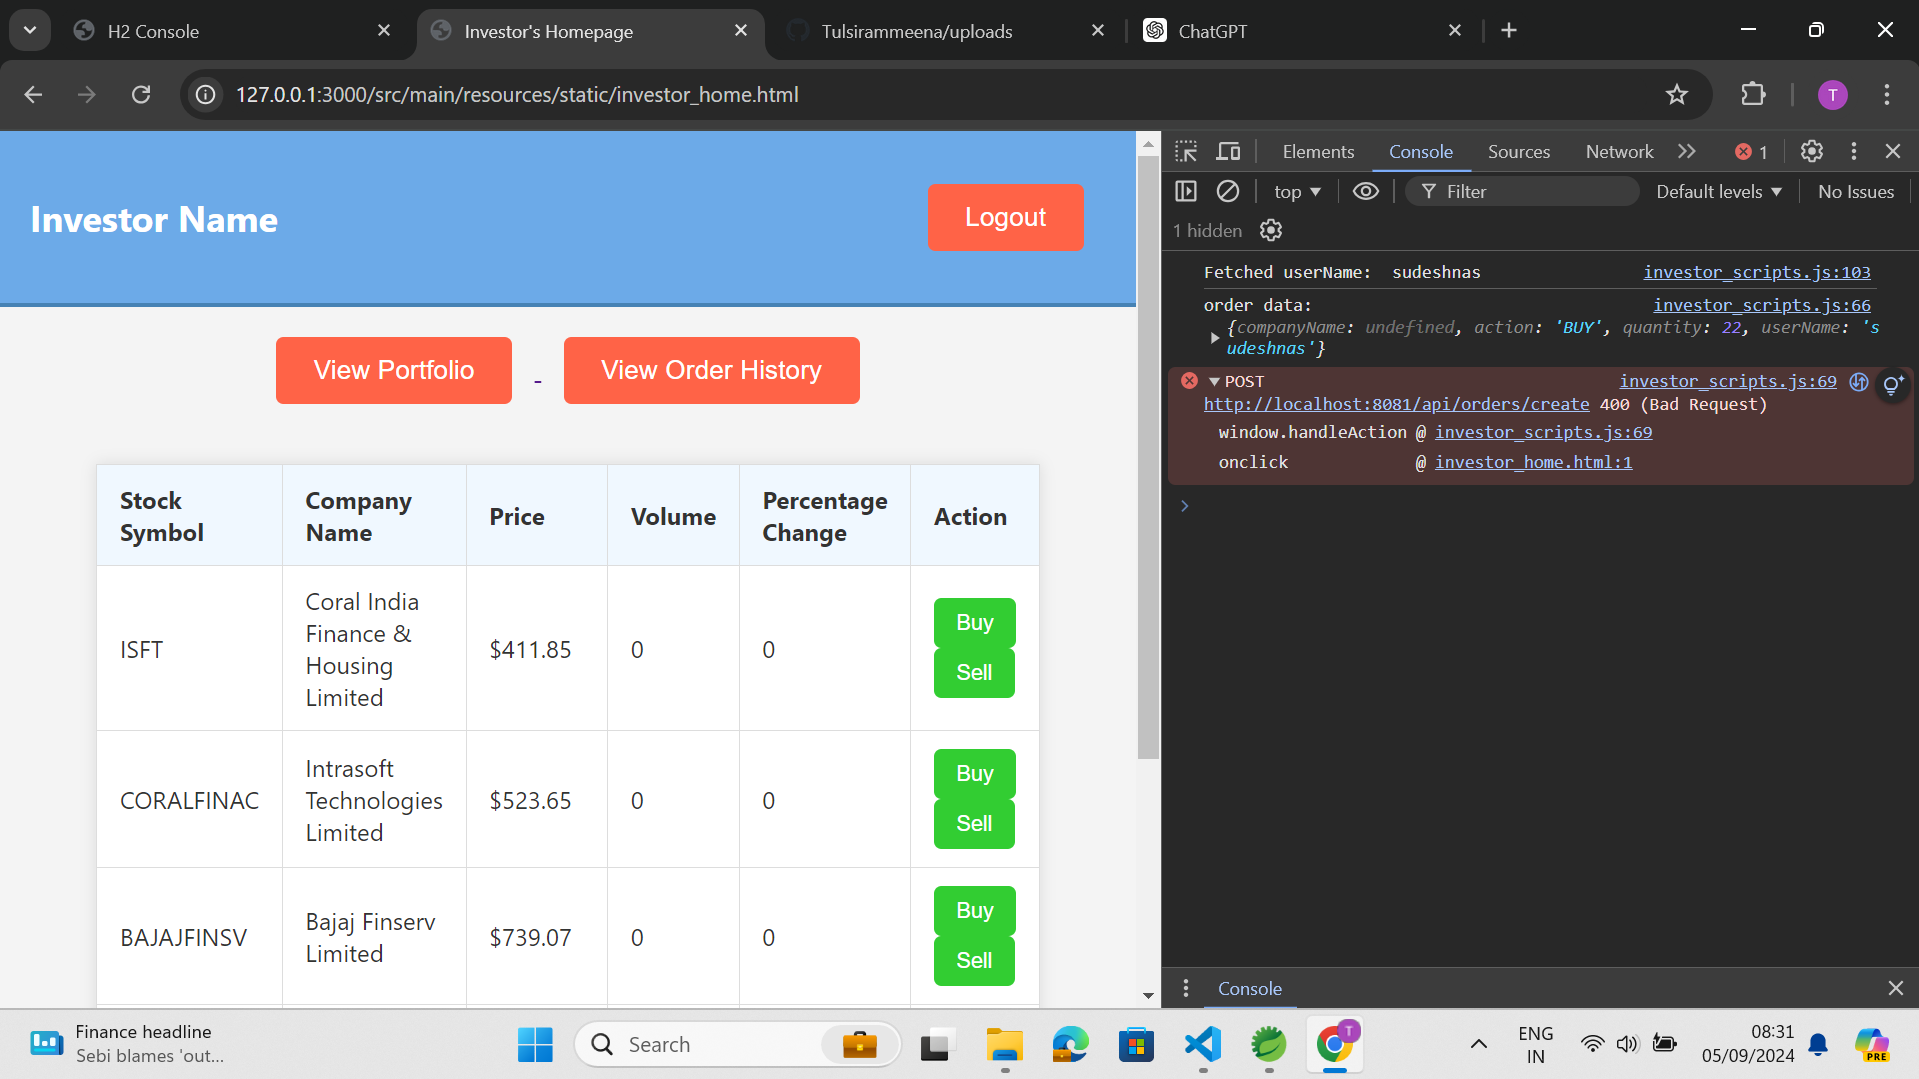 H2 Console
Investor's Homepage
Tulsirammeena/uploads
ChatGPT
127.0.0.1:3000/src/main/resources/static/investor_home.html
T
Investor Name
Logout
View Portfolio
-
View Order History
Stock Symbol
Company Name
Price
Volume
Percentage Change
Action
ISFT
Coral India
Finance &
Housing
Limited
$411.85
0
0
Buy
Sell
CORALFINAC
Intrasoft
Technologies
Limited
$523.65
0
0
Buy
Sell
BAJAJFINSV
Bajaj Finserv
Limited
$739.07
0
0
Buy
Sell
Elements
Console
Sources
Network
1
top
Filter
Default levels
No Issues
1 hidden
Fetched userName:  sudeshnas investor_scripts.js:103
order data: investor_scripts.js:66
{companyName: undefined, action: 'BUY', quantity: 22, userName: 's
udeshnas'}
POST investor_scripts.js:69
http://localhost:8081/api/orders/create 400 (Bad Request)
window.handleAction @ investor_scripts.js:69
onclick @ investor_home.html:1
Console
Finance headline
Sebi blames 'out...
Search
T
ENG
IN
08:31
05/09/2024
PRE